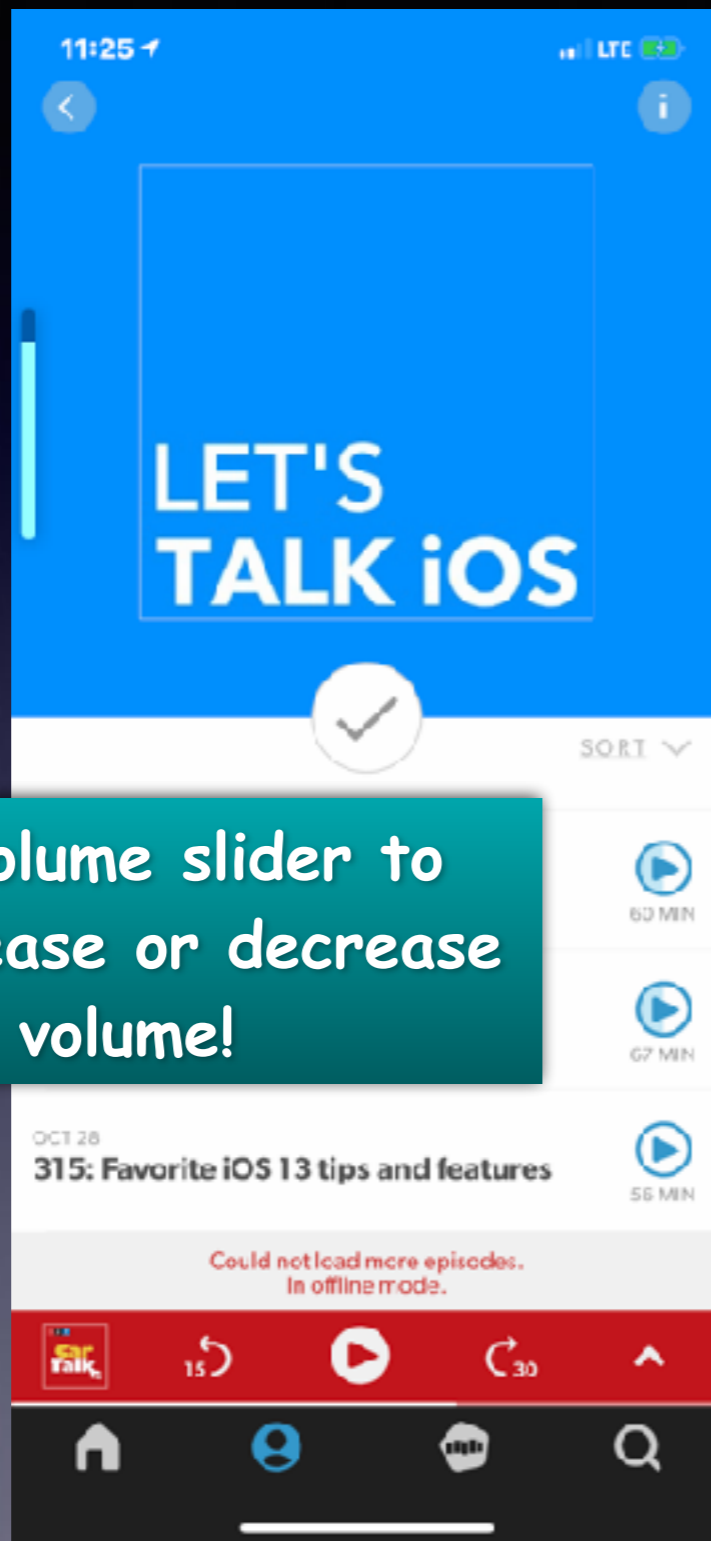 11:25
LTE
i
LET'S
TALK iOS
SORT
olume slider to
ease or decrease
volume!
60 MIN
67 MIN
OCT 28
315: Favorite iOS 13 tips and features
56 MIN
Could not load more episodes.
In offline mode.
Talk
15
30